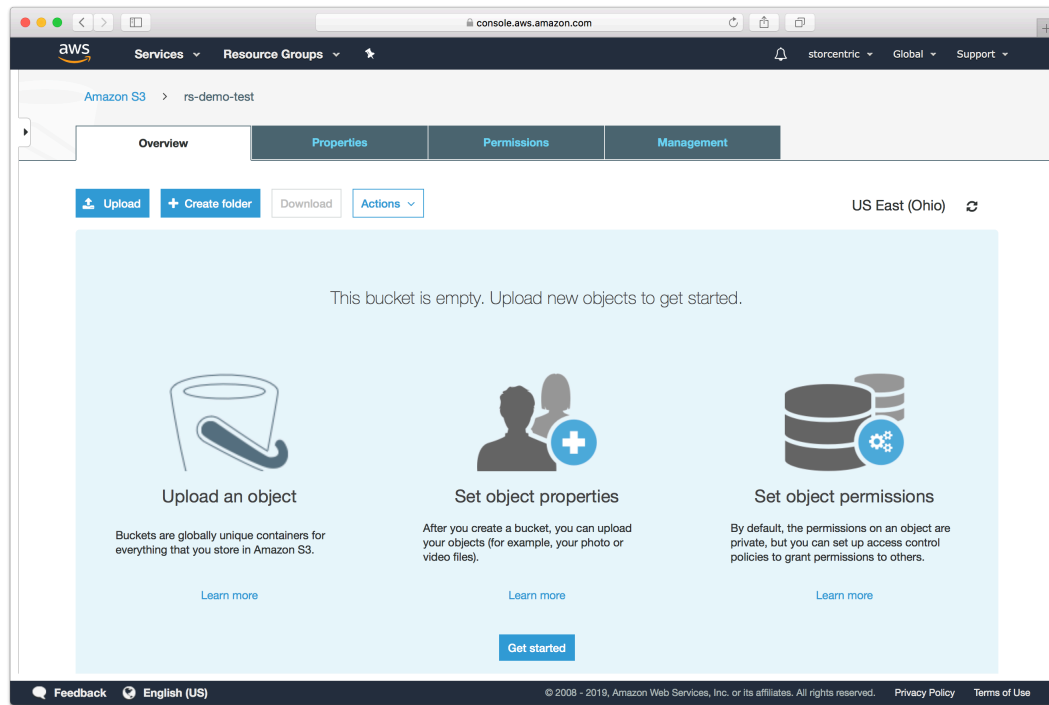 console.aws.amazon.com
aws Services Resource Groups storcentric Global Support
Amazon S3 > rs-demo-test
Overview Properties Permissions Management
Upload Create folder Download Actions US East (Ohio)
This bucket is empty. Upload new objects to get started.
Upload an object
Buckets are globally unique containers for
everything that you store in Amazon S3.
Learn more
Set object properties
After you create a bucket, you can upload
your objects (for example, your photo or
video files).
Learn more
Set object permissions
By default, the permissions on an object are
private, but you can set up access control
policies to grant permissions to others.
Learn more
Get started
Feedback English (US) © 2008 - 2019, Amazon Web Services, Inc. or its affiliates. All rights reserved. Privacy Policy Terms of Use